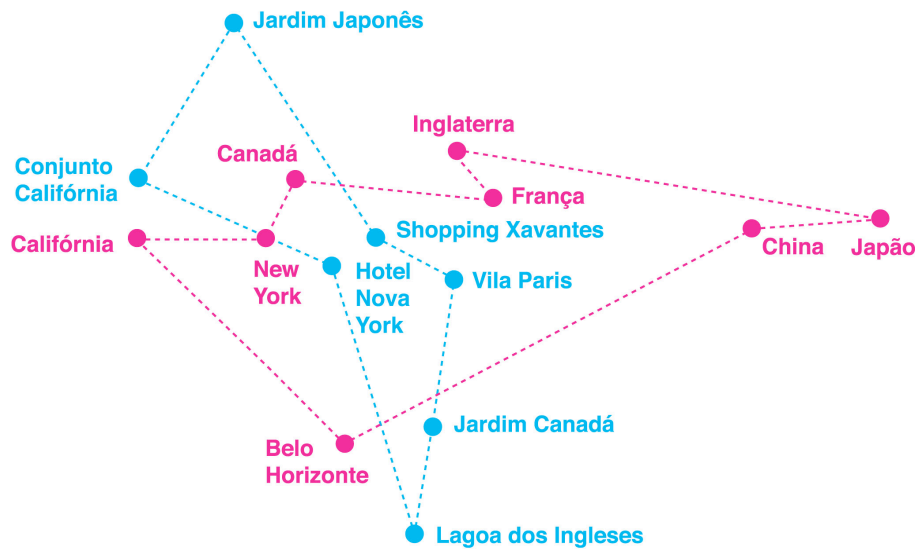 Jardim Japonês
Inglaterra
Canadá
Conjunto
Califórnia
França
Shopping Xavantes
Califórnia
China
Japão
New
York
Hotel
Nova
York
Vila Paris
Jardim Canadá
Belo
Horizonte
Lagoa dos Ingleses